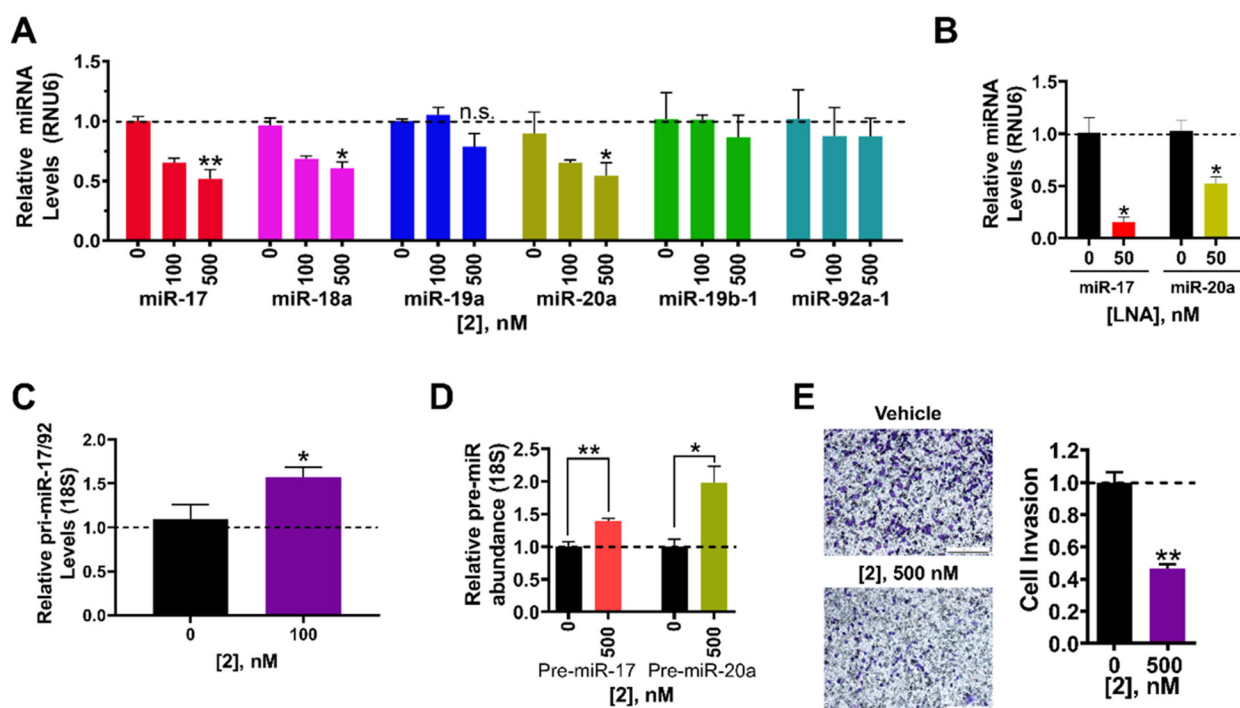 A
Relative miRNA
Levels (RNU6)
1.5
1.0
0.5
0.0
**
*
n.s.
*
0 100 500 0 100 500 0 100 500 0 100 500 0 100 500 0 100 500
miR-17 miR-18a miR-19a miR-20a miR-19b-1 miR-92a-1
[2], nM
B
Relative miRNA
Levels (RNU6)
1.5
1.0
0.5
0.0
*
*
0 50 0 50
miR-17 miR-20a
[LNA], nM
C
Relative pri-miR-17/92
Levels (18S)
2.0
1.5
1.0
0.5
0.0
*
0 100
[2], nM
D
Relative pre-miR
abundance (18S)
2.5
2.0
1.5
1.0
0.5
0.0
**
*
0 500 0 500
Pre-miR-17 Pre-miR-20a
[2], nM
E
Vehicle
[2], 500 nM
Cell Invasion
1.2
1.0
0.8
0.6
0.4
0.2
0.0
**
0 500
[2], nM